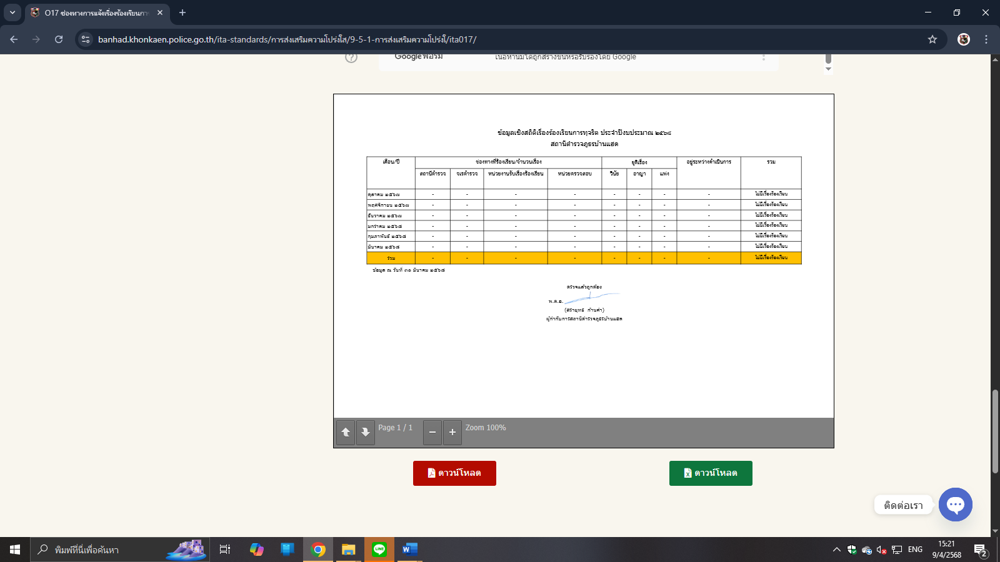 O17 ช่องทางการแจ้งเรื่องร้องเรียนการ
banhad.khonkaen.police.go.th/ita-standards/การส่งเสริมความโปร่งใส/9-5-1-การส่งเสริมความโปร่งใ/ita017/
Google ฟอร์ม เนื้อหานี้มิได้ถูกสร้างขึ้นหรือรับรองโดย Google
ข้อมูลเชิงสถิติเรื่องร้องเรียนการทุจริต ประจำปีงบประมาณ ๒๕๖๘
สถานีตำรวจภูธรบ้านแฮด
เดือน/ปี ช่องทางที่ร้องเรียน/จำนวนเรื่อง ยุติเรื่อง อยู่ระหว่างดำเนินการ รวม
สถานีตำรวจ จเรตำรวจ หน่วยงานรับเรื่องร้องเรียน หน่วยตรวจสอบ วินัย อาญา แพ่ง
ตุลาคม ๒๕๖๗ - - - - - - - - ไม่มีเรื่องร้องเรียน
พฤศจิกายน ๒๕๖๗ - - - - - - - - ไม่มีเรื่องร้องเรียน
ธันวาคม ๒๕๖๗ - - - - - - - - ไม่มีเรื่องร้องเรียน
มกราคม ๒๕๖๘ - - - - - - - - ไม่มีเรื่องร้องเรียน
กุมภาพันธ์ ๒๕๖๘ - - - - - - - - ไม่มีเรื่องร้องเรียน
มีนาคม ๒๕๖๘ - - - - - - - - ไม่มีเรื่องร้องเรียน
รวม - - - - - - - - ไม่มีเรื่องร้องเรียน
ข้อมูล ณ วันที่ ๓๑ มีนาคม ๒๕๖๘
ตรวจแล้วถูกต้อง
พ.ต.อ.
(ศรายุทธ ก้านคำ)
ผู้กำกับการสถานีตำรวจภูธรบ้านแฮด
Page 1 / 1 Zoom 100%
ดาวน์โหลด ดาวน์โหลด
ติดต่อเรา
พิมพ์ที่นี่เพื่อค้นหา
ENG
15:21
9/4/2568
2